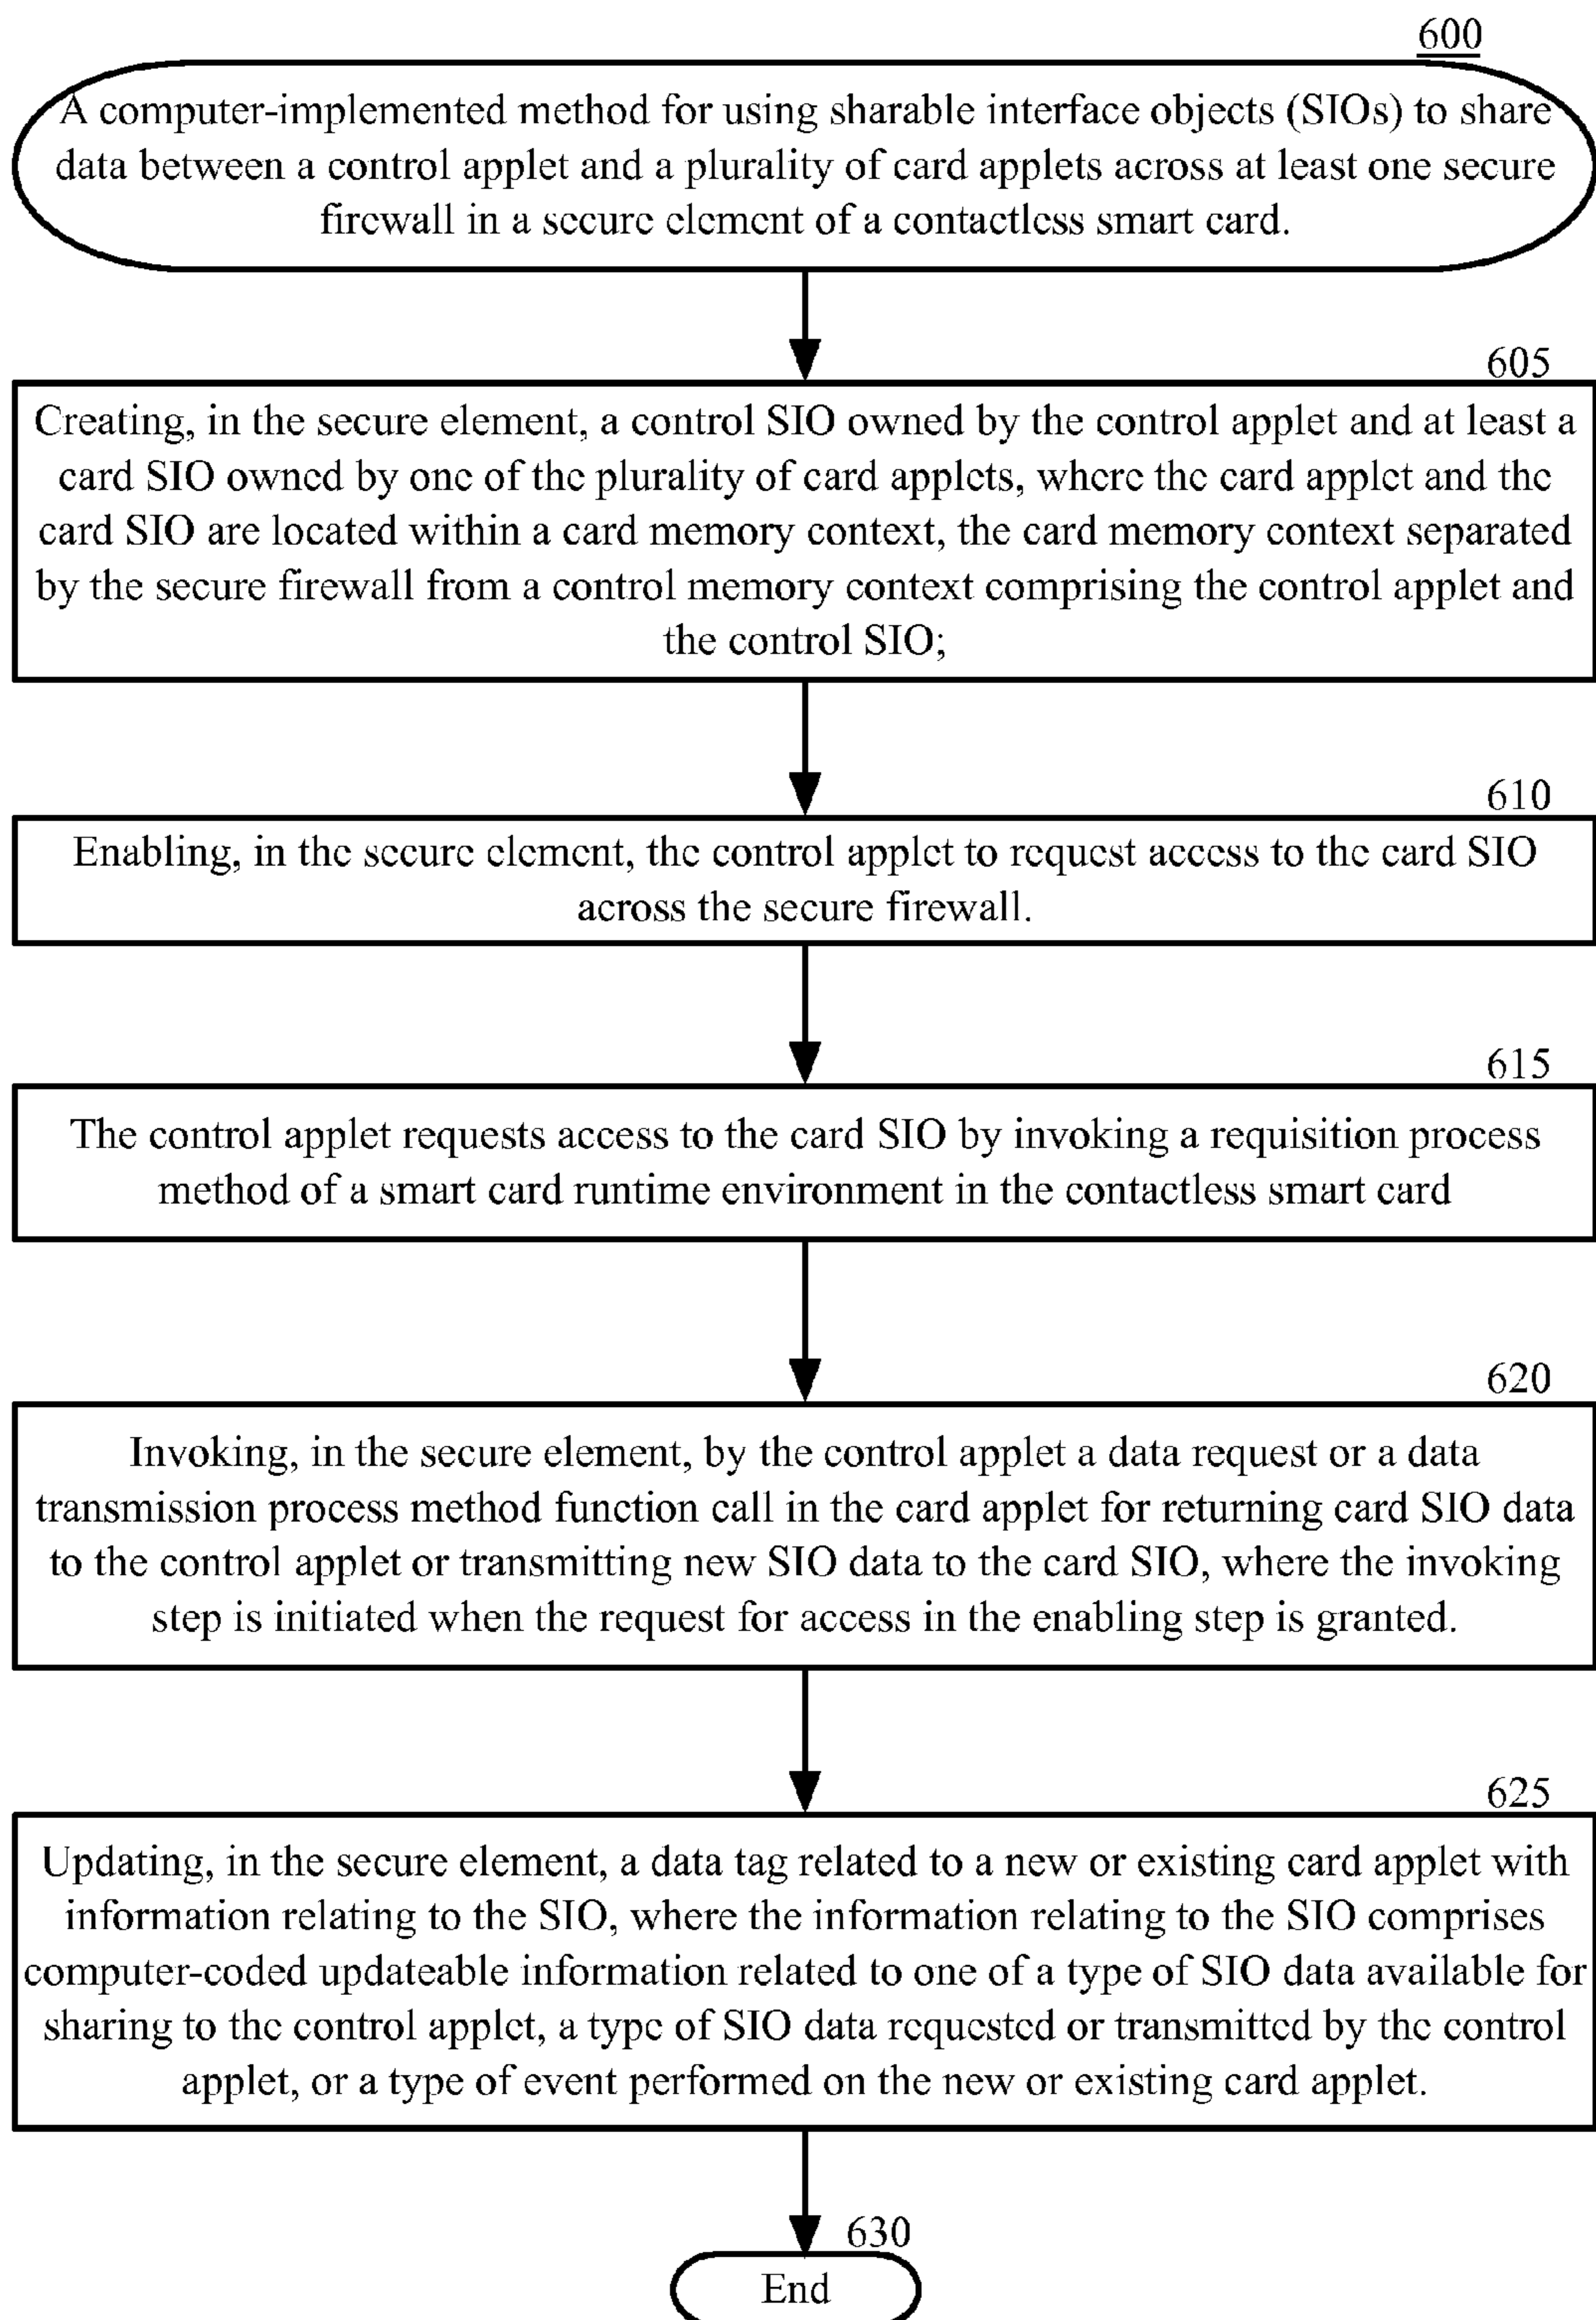 600
A computer-implemented method for using sharable interface objects (SIOs) to share
data between a control applet and a plurality of card applets across at least one secure
firewall in a secure element of a contactless smart card.
605
Creating, in the secure element, a control SIO owned by the control applet and at least a
card SIO owned by one of the plurality of card applets, where the card applet and the
card SIO are located within a card memory context, the card memory context separated
by the secure firewall from a control memory context comprising the control applet and
the control SIO;
610
Enabling, in the secure element, the control applet to request access to the card SIO
across the secure firewall.
615
The control applet requests access to the card SIO by invoking a requisition process
method of a smart card runtime environment in the contactless smart card
620
Invoking, in the secure element, by the control applet a data request or a data
transmission process method function call in the card applet for returning card SIO data
to the control applet or transmitting new SIO data to the card SIO, where the invoking
step is initiated when the request for access in the enabling step is granted.
625
Updating, in the secure element, a data tag related to a new or existing card applet with
information relating to the SIO, where the information relating to the SIO comprises
computer-coded updateable information related to one of a type of SIO data available for
sharing to the control applet, a type of SIO data requested or transmitted by the control
applet, or a type of event performed on the new or existing card applet.
630
End